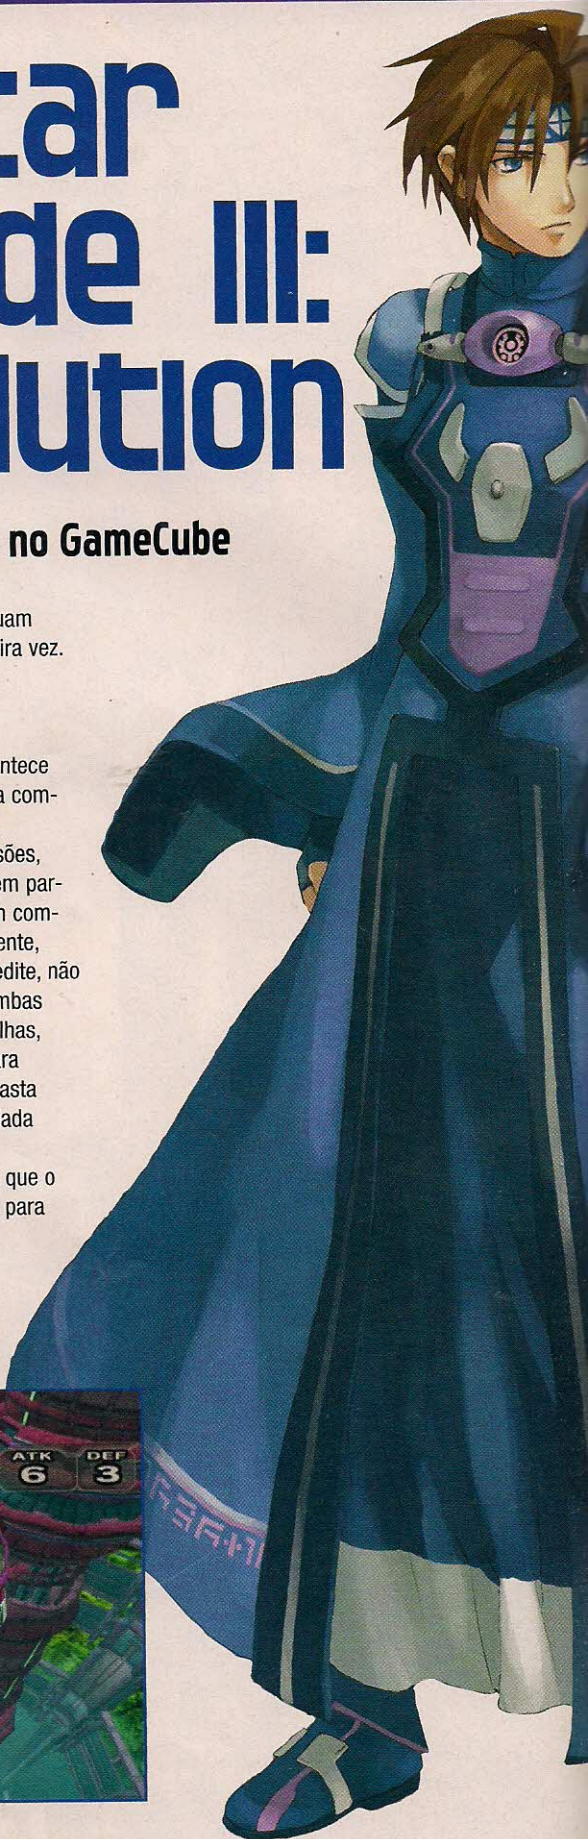 tar
de III:
lution
no GameCube
uam
ira vez.
ntece
a com-
sões,
em par-
n com-
ente,
edite, não
mbas
lhas,
ra
asta
ada
que o
para
ATK DEF
6 3